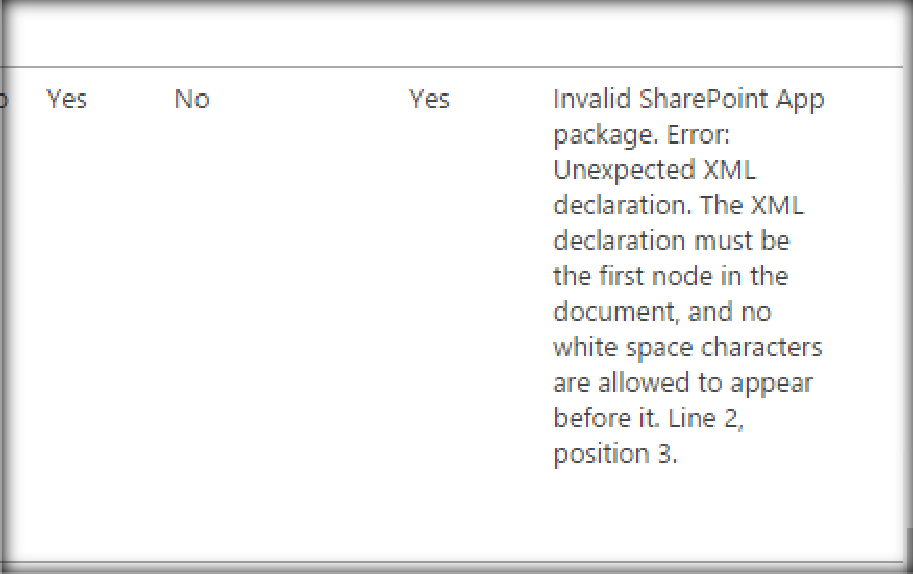 Yes No Yes Invalid SharePoint App
package. Error:
Unexpected XML
declaration. The XML
declaration must be
the first node in the
document, and no
white space characters
are allowed to appear
before it. Line 2,
position 3.